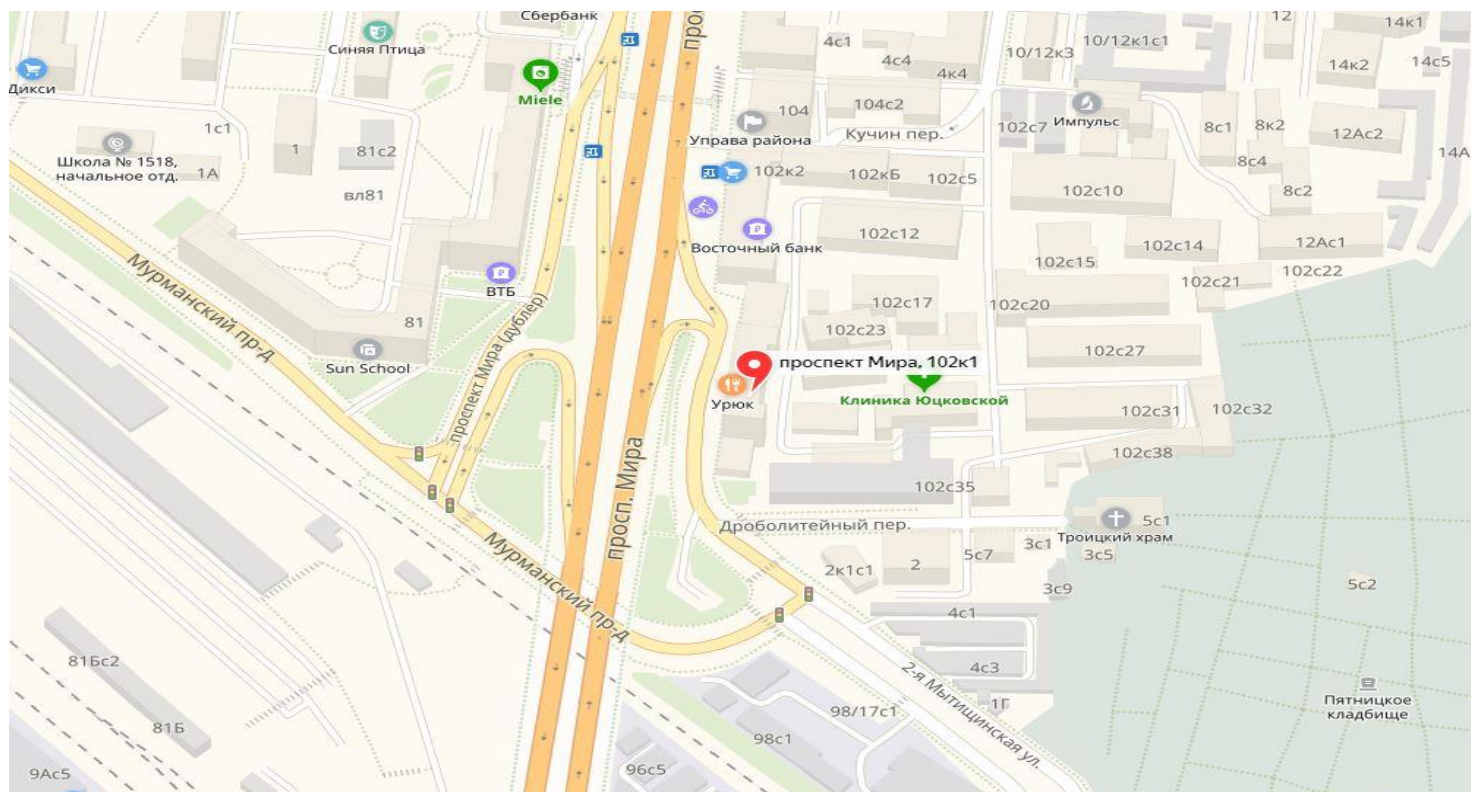 Сбербанк
прос
Синяя Птица
Дикси
Miele
4с1
4с4
4к4
10/12к3
10/12к1с1
12
14к1
14к2
14с5
104
104с2
Управа района
Кучин пер.
102с7
Импульс
8с1
8к2
12Ас2
14А
1с1
Школа № 1518,
начальное отд.
1А
1
81с2
вл81
102к2
102кБ
102с5
102с10
8с4
8с2
Восточный банк
102с12
102с15
102с14
12Ас1
102с21
102с22
Мурманский пр-д
ВТБ
81
проспект Мира (дублёр)
102с17
102с20
102с23
102с27
Sun School
проспект Мира, 102к1
Урюк
Клиника Юцковской
102с31
102с32
102с38
просп. Мира
102с35
Дроболитейный пер.
5с1
Троицкий храм
3с1
3с5
5с7
2к1с1
2
3с9
5с2
Мурманский пр-д
4с1
4с3
1Г
2-я Мытищинская ул.
Пятницкое
кладбище
81Бс2
81Б
98/17с1
98с1
96с5
9Ас5